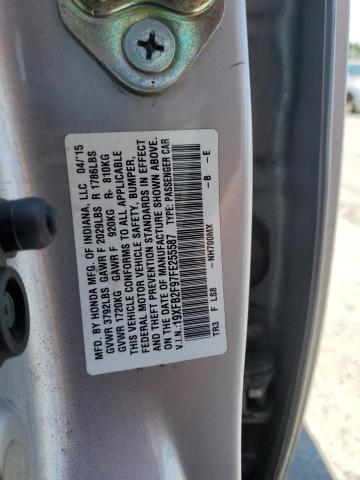 MFD. BY HONDA MFG. OF INDIANA, LLC 04/15
GVWR 3792LBS GAWR F 2029LBS R 1786LBS
GVWR 1720KG GAWR F 920KG R- 810KG
THIS VEHICLE CONFORMS TO ALL APPLICABLE
FEDERAL MOTOR VEHICLE SAFETY, BUMPER,
AND THEFT PREVENTION STANDARDS IN EFFECT
ON THE DATE OF MANUFACTURE SHOWN ABOVE.
V.I.N.:19XFB2F97FE255587 TYPE: PASSENGER CAR
TR3 F LSB - NH700MX - B - E